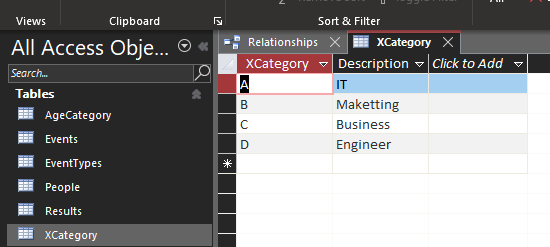 All
Views
Clipboard
Sort & Filter
All Access Obje...
Search...
Tables
AgeCategory
Events
EventTypes
People
Results
XCategory
Relationships
XCategory
XCategory Description Click to Add
A IT
B Maketting
C Business
D Engineer